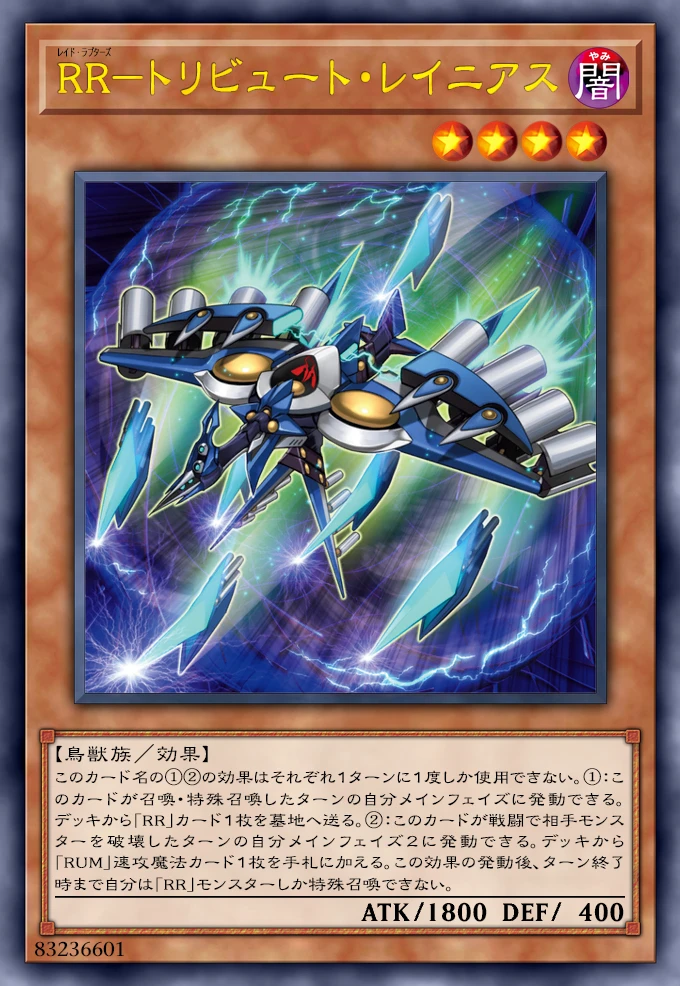 レイド・ラプターズ
RR－トリビュート・レイニアス
やみ
闇
【鳥獣族／効果】
このカード名の①②の効果はそれぞれ1ターンに1度しか使用できない。①：こ
のカードが召喚・特殊召喚したターンの自分メインフェイズに発動できる。
デッキから「RR」カード1枚を墓地へ送る。②：このカードが戦闘で相手モンス
ターを破壊したターンの自分メインフェイズ2に発動できる。デッキから
「RUM」速攻魔法カード1枚を手札に加える。この効果の発動後、ターン終了
時まで自分は「RR」モンスターしか特殊召喚できない。
ATK/1800 DEF/ 400
83236601